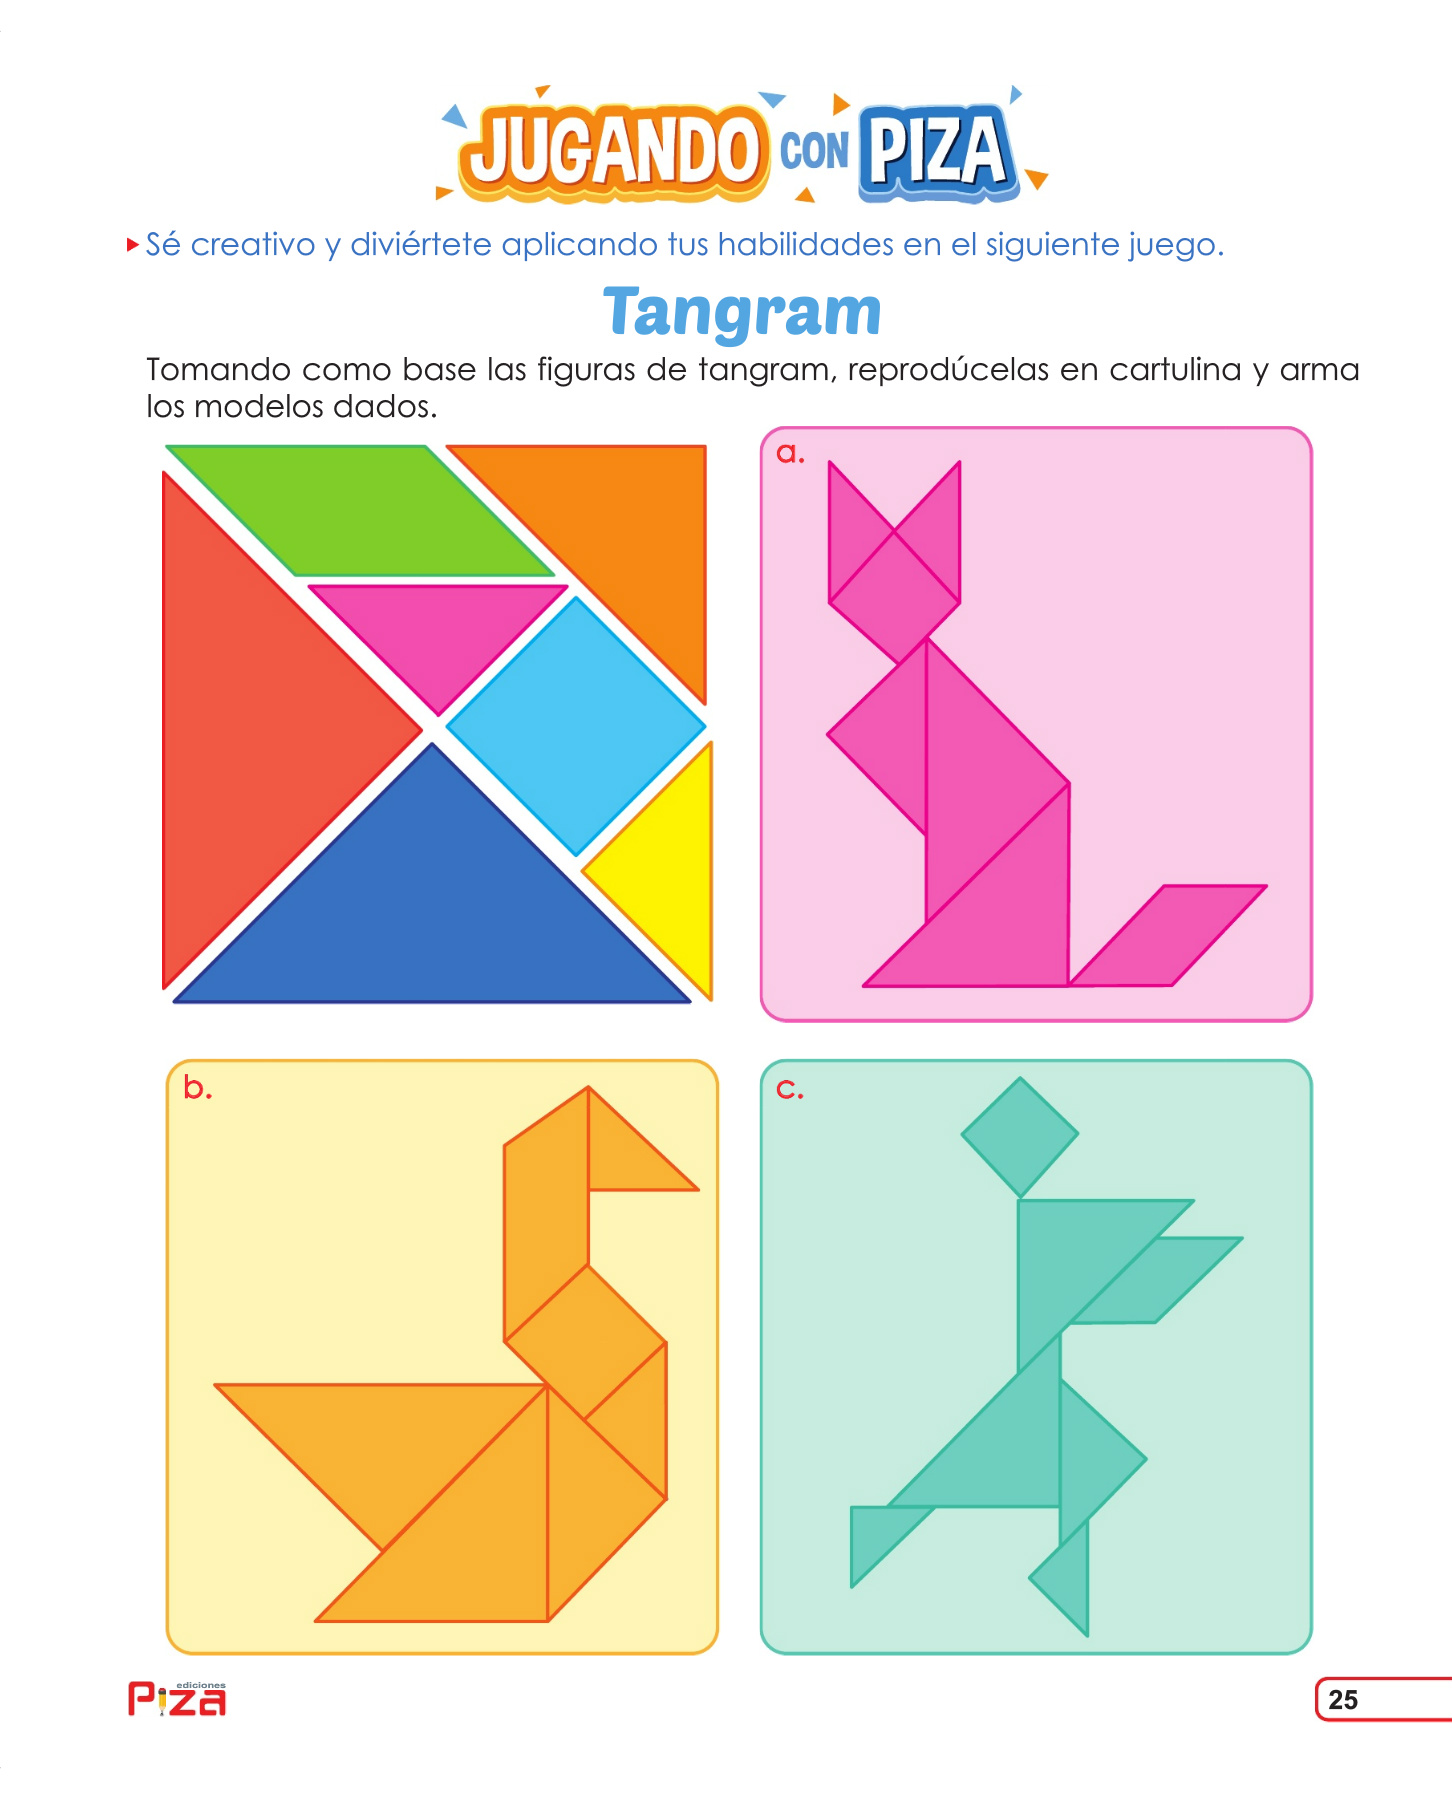 JUGANDO CON PIZA
Sé creativo y diviértete aplicando tus habilidades en el siguiente juego.
Tangram
Tomando como base las figuras de tangram, reprodúcelas en cartulina y arma
los modelos dados.
a.
b.
c.
ediciones
Piza
25